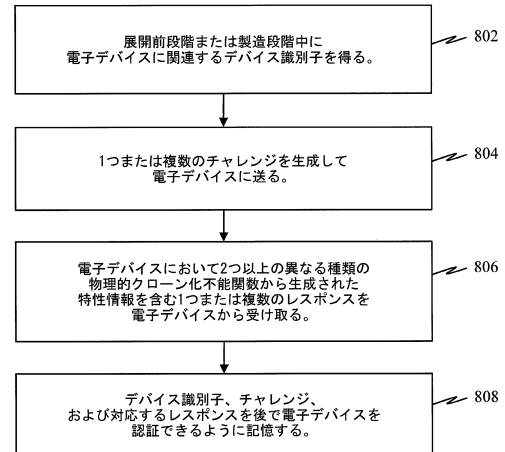 展開前段階または製造段階中に
電子デバイスに関連するデバイス識別子を得る。
802
1つまたは複数のチャレンジを生成して
電子デバイスに送る。
804
電子デバイスにおいて2つ以上の異なる種類の
物理的クローン化不能関数から生成された
特性情報を含む1つまたは複数のレスポンスを
電子デバイスから受け取る。
806
デバイス識別子、チャレンジ、
および対応するレスポンスを後で電子デバイスを
認証できるように記憶する。
808